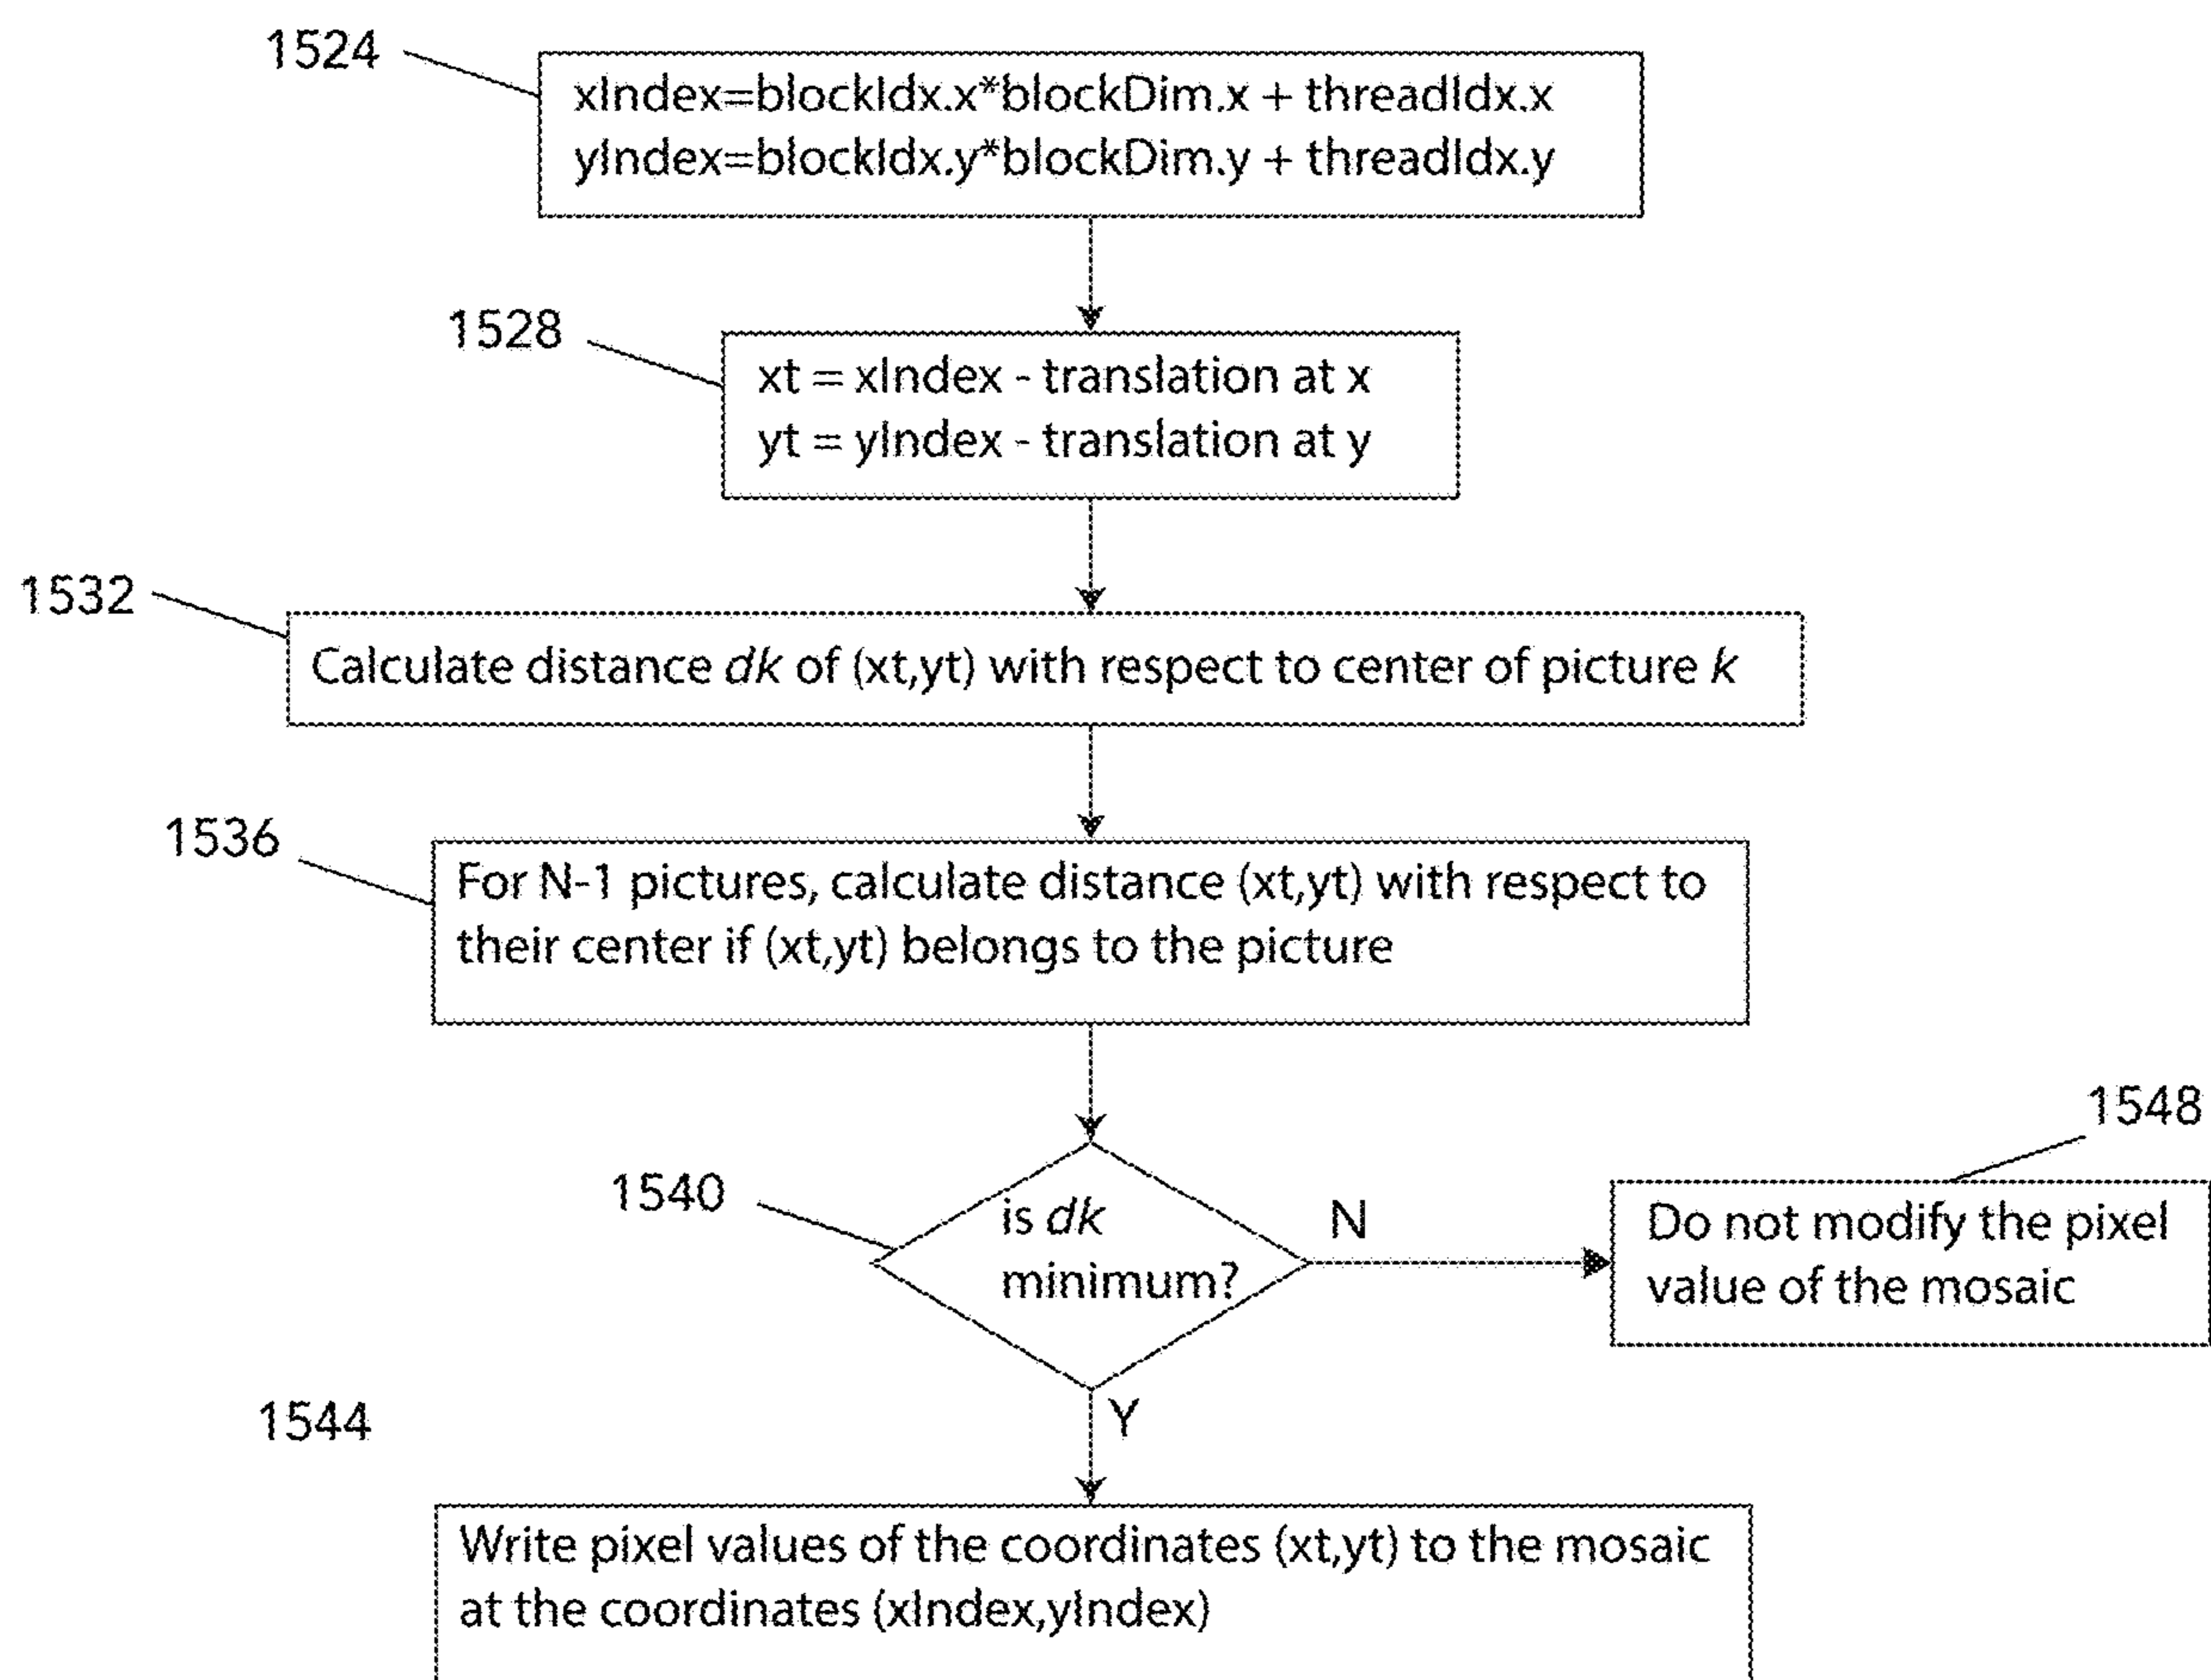 1524
xIndex=blockIdx.x*blockDim.x + threadIdx.x
yIndex=blockIdx.y*blockDim.y + threadIdx.y
1528
xt = xIndex - translation at x
yt = yIndex - translation at y
1532
Calculate distance dk of (xt,yt) with respect to center of picture k
1536
For N-1 pictures, calculate distance (xt,yt) with respect to
their center if (xt,yt) belongs to the picture
1540
is dk
minimum?
N
1548
Do not modify the pixel
value of the mosaic
Y
1544
Write pixel values of the coordinates (xt,yt) to the mosaic
at the coordinates (xIndex,yIndex)